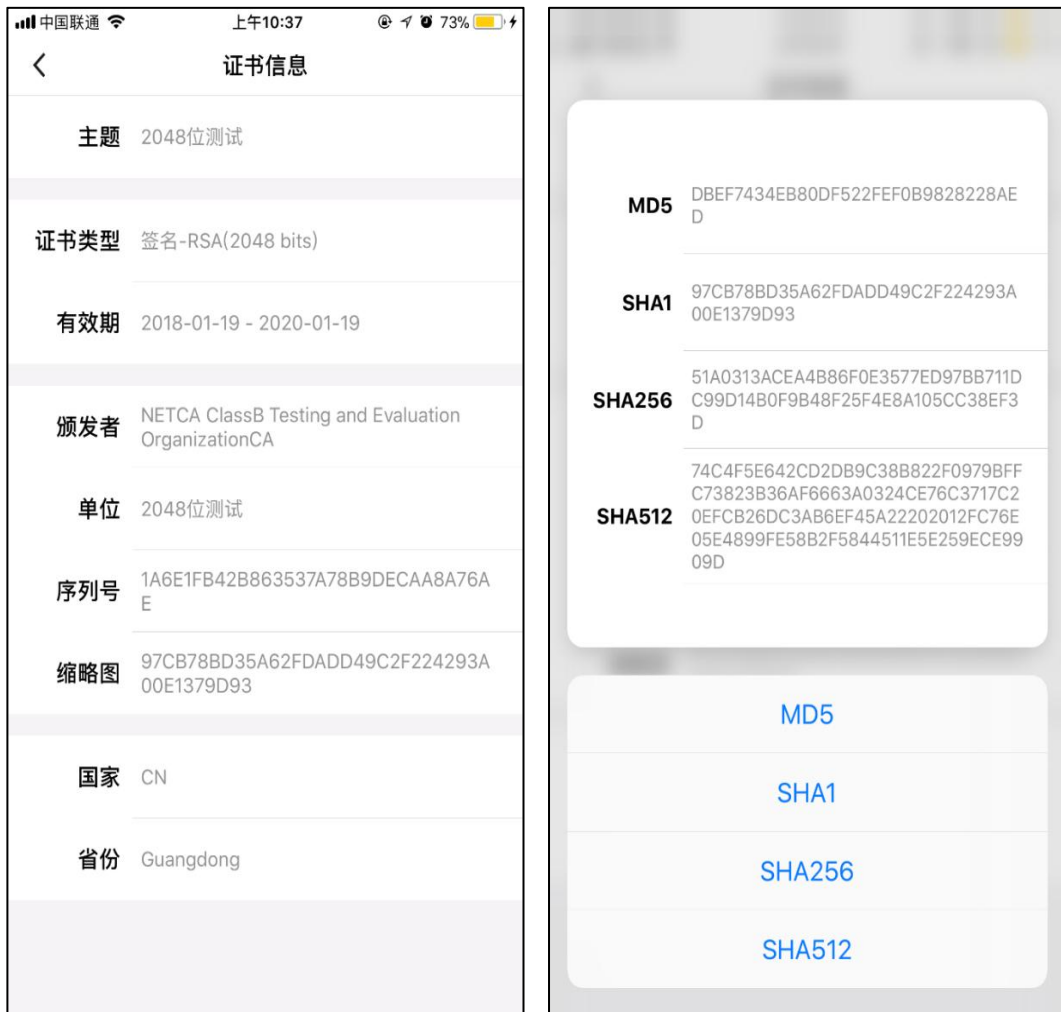 中国联通 上午10:37 73%
证书信息
主题 2048位测试
证书类型 签名-RSA(2048 bits)
有效期 2018-01-19 - 2020-01-19
颁发者 NETCA ClassB Testing and Evaluation
OrganizationCA
单位 2048位测试
序列号 1A6E1FB42B863537A78B9DECAA8A76A
E
缩略图 97CB78BD35A62FDADD49C2F224293A
00E1379D93
国家 CN
省份 Guangdong
MD5 DBEF7434EB80DF522FEF0B9828228AE
D
SHA1 97CB78BD35A62FDADD49C2F224293A
00E1379D93
SHA256 51A0313ACEA4B86F0E3577ED97BB711D
C99D14B0F9B48F25F4E8A105CC38EF3
D
SHA512 74C4F5E642CD2DB9C38B822F0979BFF
C73823B36AF6663A0324CE76C3717C2
0EFCB26DC3AB6EF45A22202012FC76E
05E4899FE58B2F5844511E5E259ECE99
09D
MD5
SHA1
SHA256
SHA512